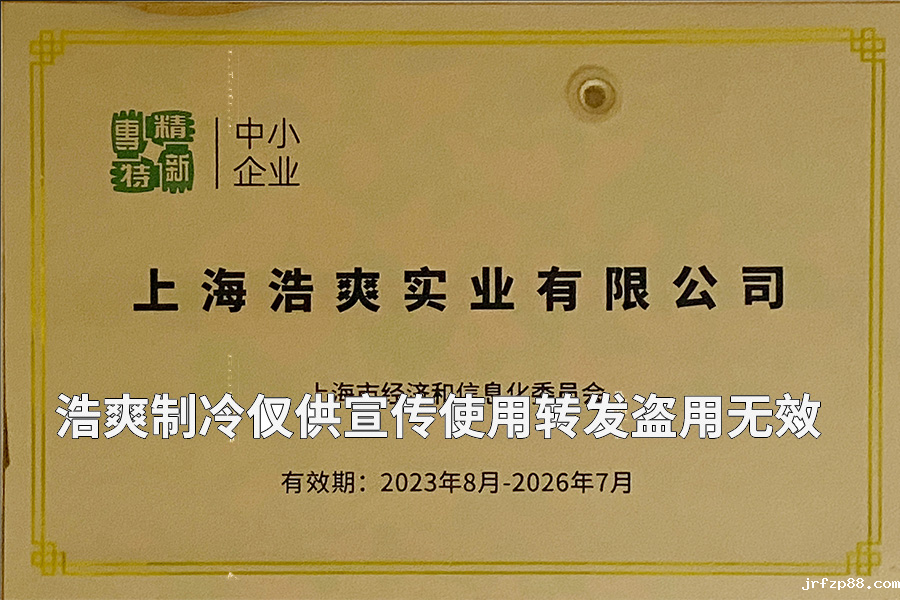 專精特新
中小
企业
上海浩爽实业有限公司
上海市经济和信息化委员会
浩爽制冷仅供宣传使用转发盗用无效
有效期：2023年8月-2026年7月
jrfzp88.com